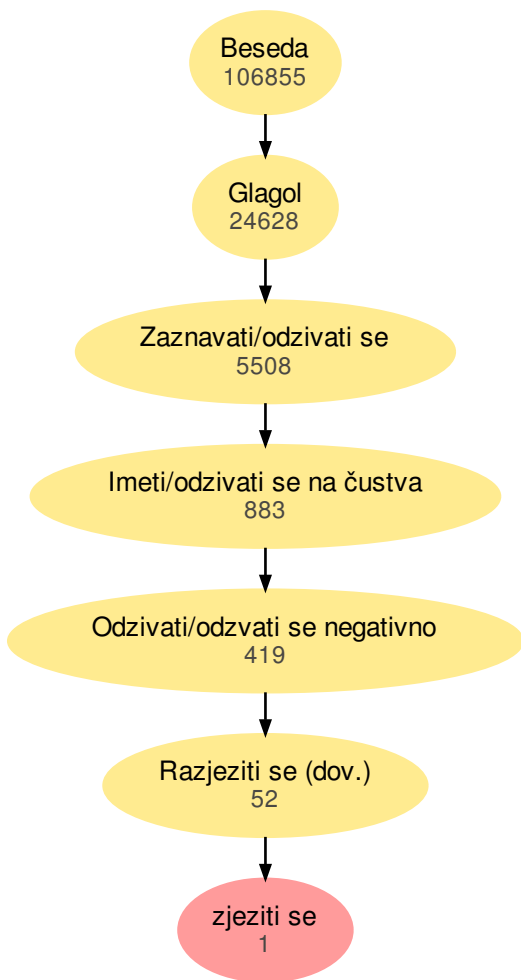 Beseda
106855
Glagol
24628
Zaznavati/odzivati se
5508
Imeti/odzivati se na čustva
883
Odzivati/odzvati se negativno
419
Razjeziti se (dov.)
52
zjeziti se
1